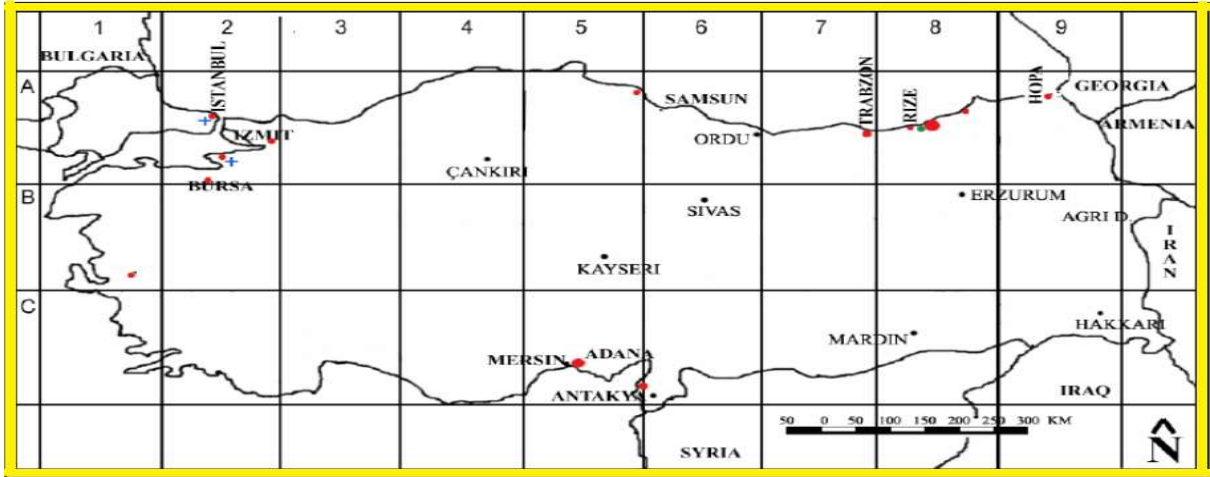 1 2 3 4 5 6 7 8 9
BULGARIA
A
ISTANBUL
TRABZON
RIZE
HOPA
GEORGIA
SAMSUN
ARMENIA
IZMIT
ORDU
ÇANKIRI
BURSA
B
ERZURUM
SIVAS
AGRI D.
IRAN
KAYSERI
C
HAKKARI
MARDIN
MERSIN ADANA
ANTAKYA
IRAQ
50 0 50 100 150 200 250 300 KM
SYRIA
N